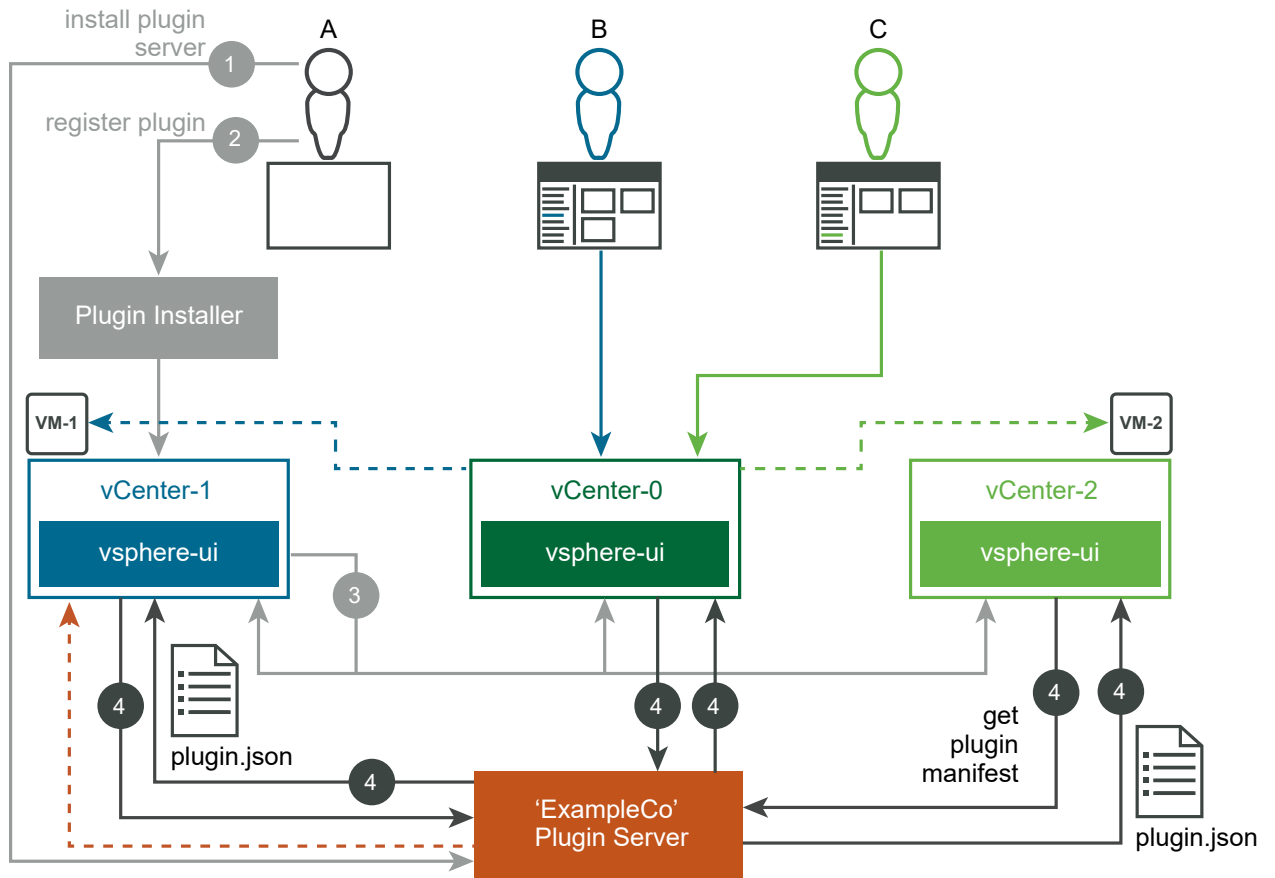 install plugin
server
A
B
C
1
register plugin
2
Plugin Installer
VM-1
VM-2
vCenter-1
vCenter-0
vCenter-2
vsphere-ui
vsphere-ui
vsphere-ui
3
4
4
4
4
4
get
plugin
manifest
plugin.json
4
‘ExampleCo’
Plugin Server
plugin.json